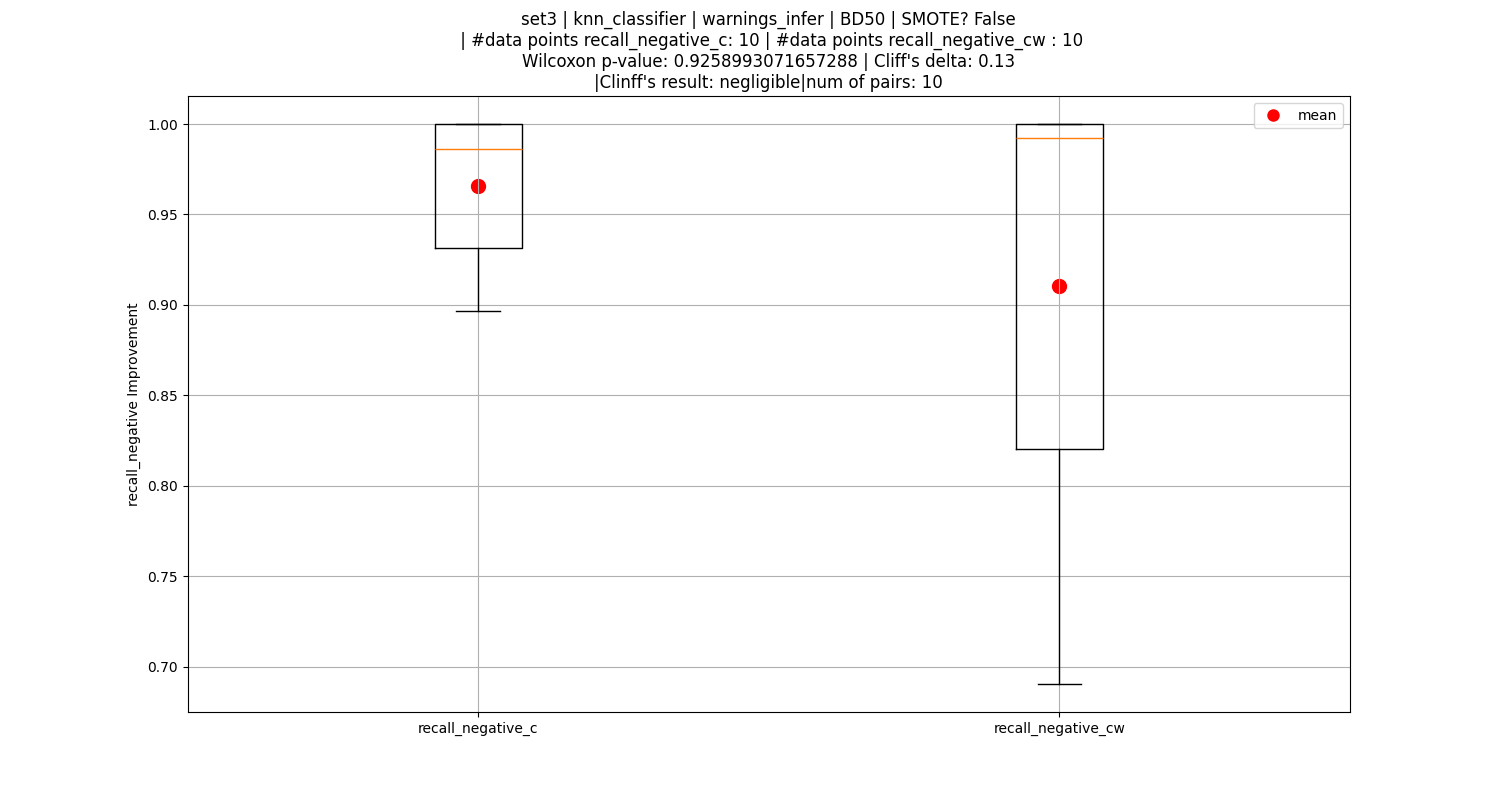 set3 | knn_classifier | warnings_infer | BD50 | SMOTE? False
| #data points recall_negative_c: 10 | #data points recall_negative_cw : 10
Wilcoxon p-value: 0.9258993071657288 | Cliff's delta: 0.13
|Clinff's result: negligible|num of pairs: 10
mean
1.00
0.95
0.90
0.85
0.80
0.75
0.70
recall_negative Improvement
recall_negative_c
recall_negative_cw